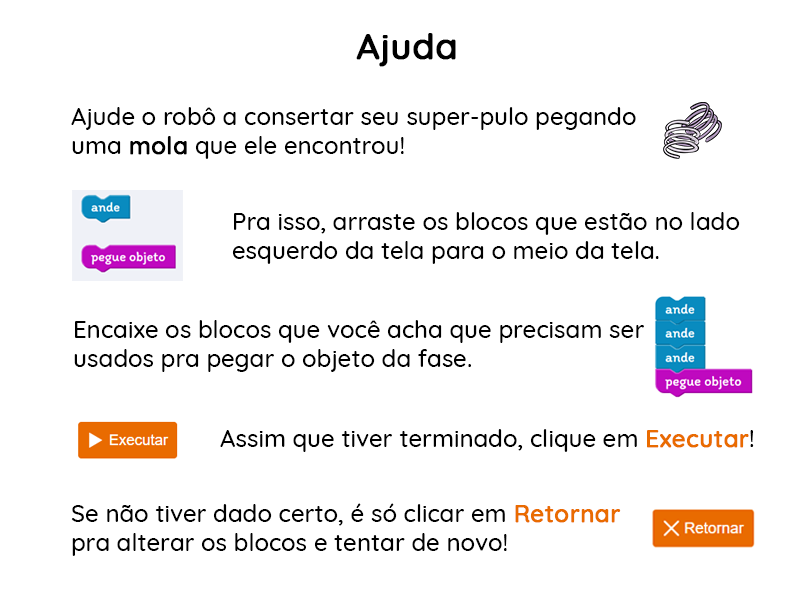 Ajuda
Ajude o robô a consertar seu super-pulo pegando
uma mola que ele encontrou!
ande
pegue objeto
Pra isso, arraste os blocos que estão no lado
esquerdo da tela para o meio da tela.
Encaixe os blocos que você acha que precisam ser
usados pra pegar o objeto da fase.
ande
ande
ande
pegue objeto
Executar
Assim que tiver terminado, clique em Executar!
Se não tiver dado certo, é só clicar em Retornar
pra alterar os blocos e tentar de novo!
Retornar